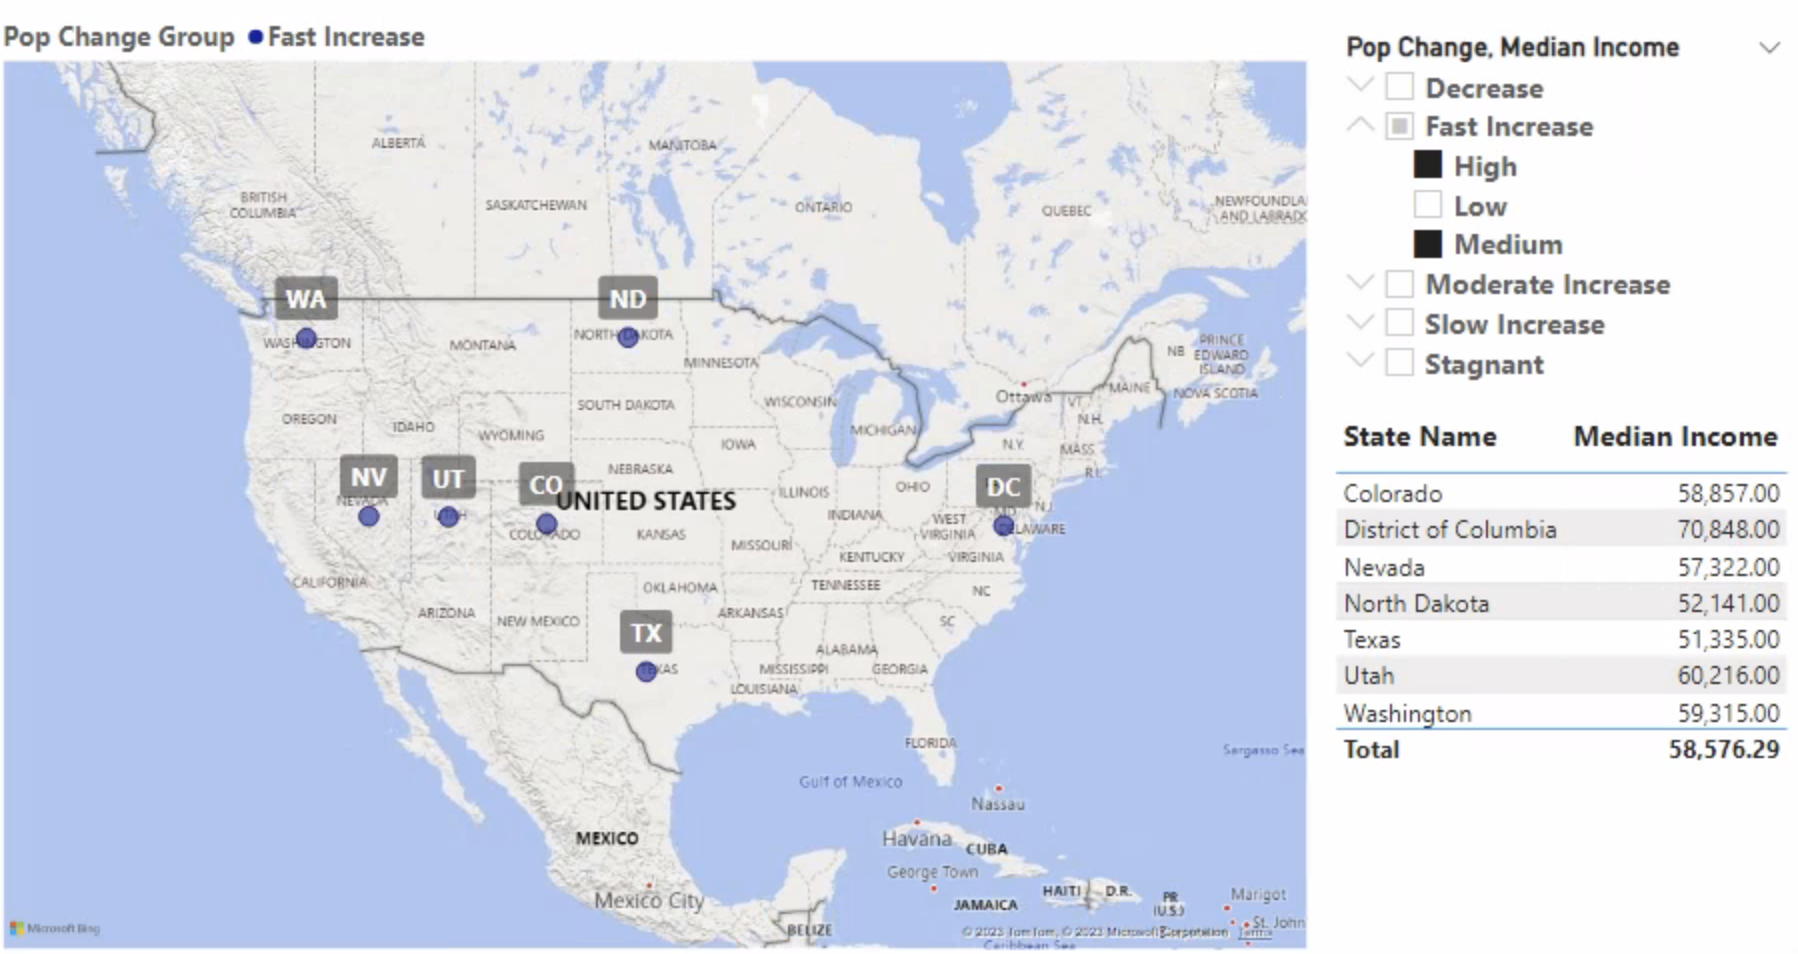 Pop Change Group Fast Increase
ALBERTA
MANITOBA
BRITISH
COLUMBIA
SASKATCHEWAN
ONTARIO
QUEBEC
NEWFOUNDLA
AND LABRADO
WA
ND
WASHINGTON
NORTH DAKOTA
MONTANA
MINNESOTA
NB
PRINCE
EDWARD
ISLAND
NOVA SCOTIA
MAINE
Ottawa
VT.
N.H.
OREGON
IDAHO
SOUTH DAKOTA
WISCONSIN
WYOMING
MICHIGAN
IOWA
N.Y.
MASS.
R.I.
NV
UT
CO
DC
NEVADA
UTAH
NEBRASKA
UNITED STATES
ILLINOIS
OHIO
MD.
N.J.
INDIANA
WEST
VIRGINIA
DELAWARE
COLORADO
KANSAS
MISSOURI
KENTUCKY
VIRGINIA
CALIFORNIA
OKLAHOMA
TENNESSEE
NC
ARIZONA
NEW MEXICO
ARKANSAS
SC
TX
TEXAS
ALABAMA
MISSISSIPPI
GEORGIA
LOUISIANA
FLORIDA
Sargasso Sea
Gulf of Mexico
Nassau
MEXICO
Havana
CUBA
George Town
Mexico City
JAMAICA
HAITI
D.R.
PR
(U.S.)
Marigot
St. John
BELIZE
Microsoft Bing
© 2023 TomTom, © 2023 Microsoft Corporation Terms
Caribbean Sea
Pop Change, Median Income
Decrease
Fast Increase
High
Low
Medium
Moderate Increase
Slow Increase
Stagnant
State Name Median Income
Colorado 58,857.00
District of Columbia 70,848.00
Nevada 57,322.00
North Dakota 52,141.00
Texas 51,335.00
Utah 60,216.00
Washington 59,315.00
Total 58,576.29